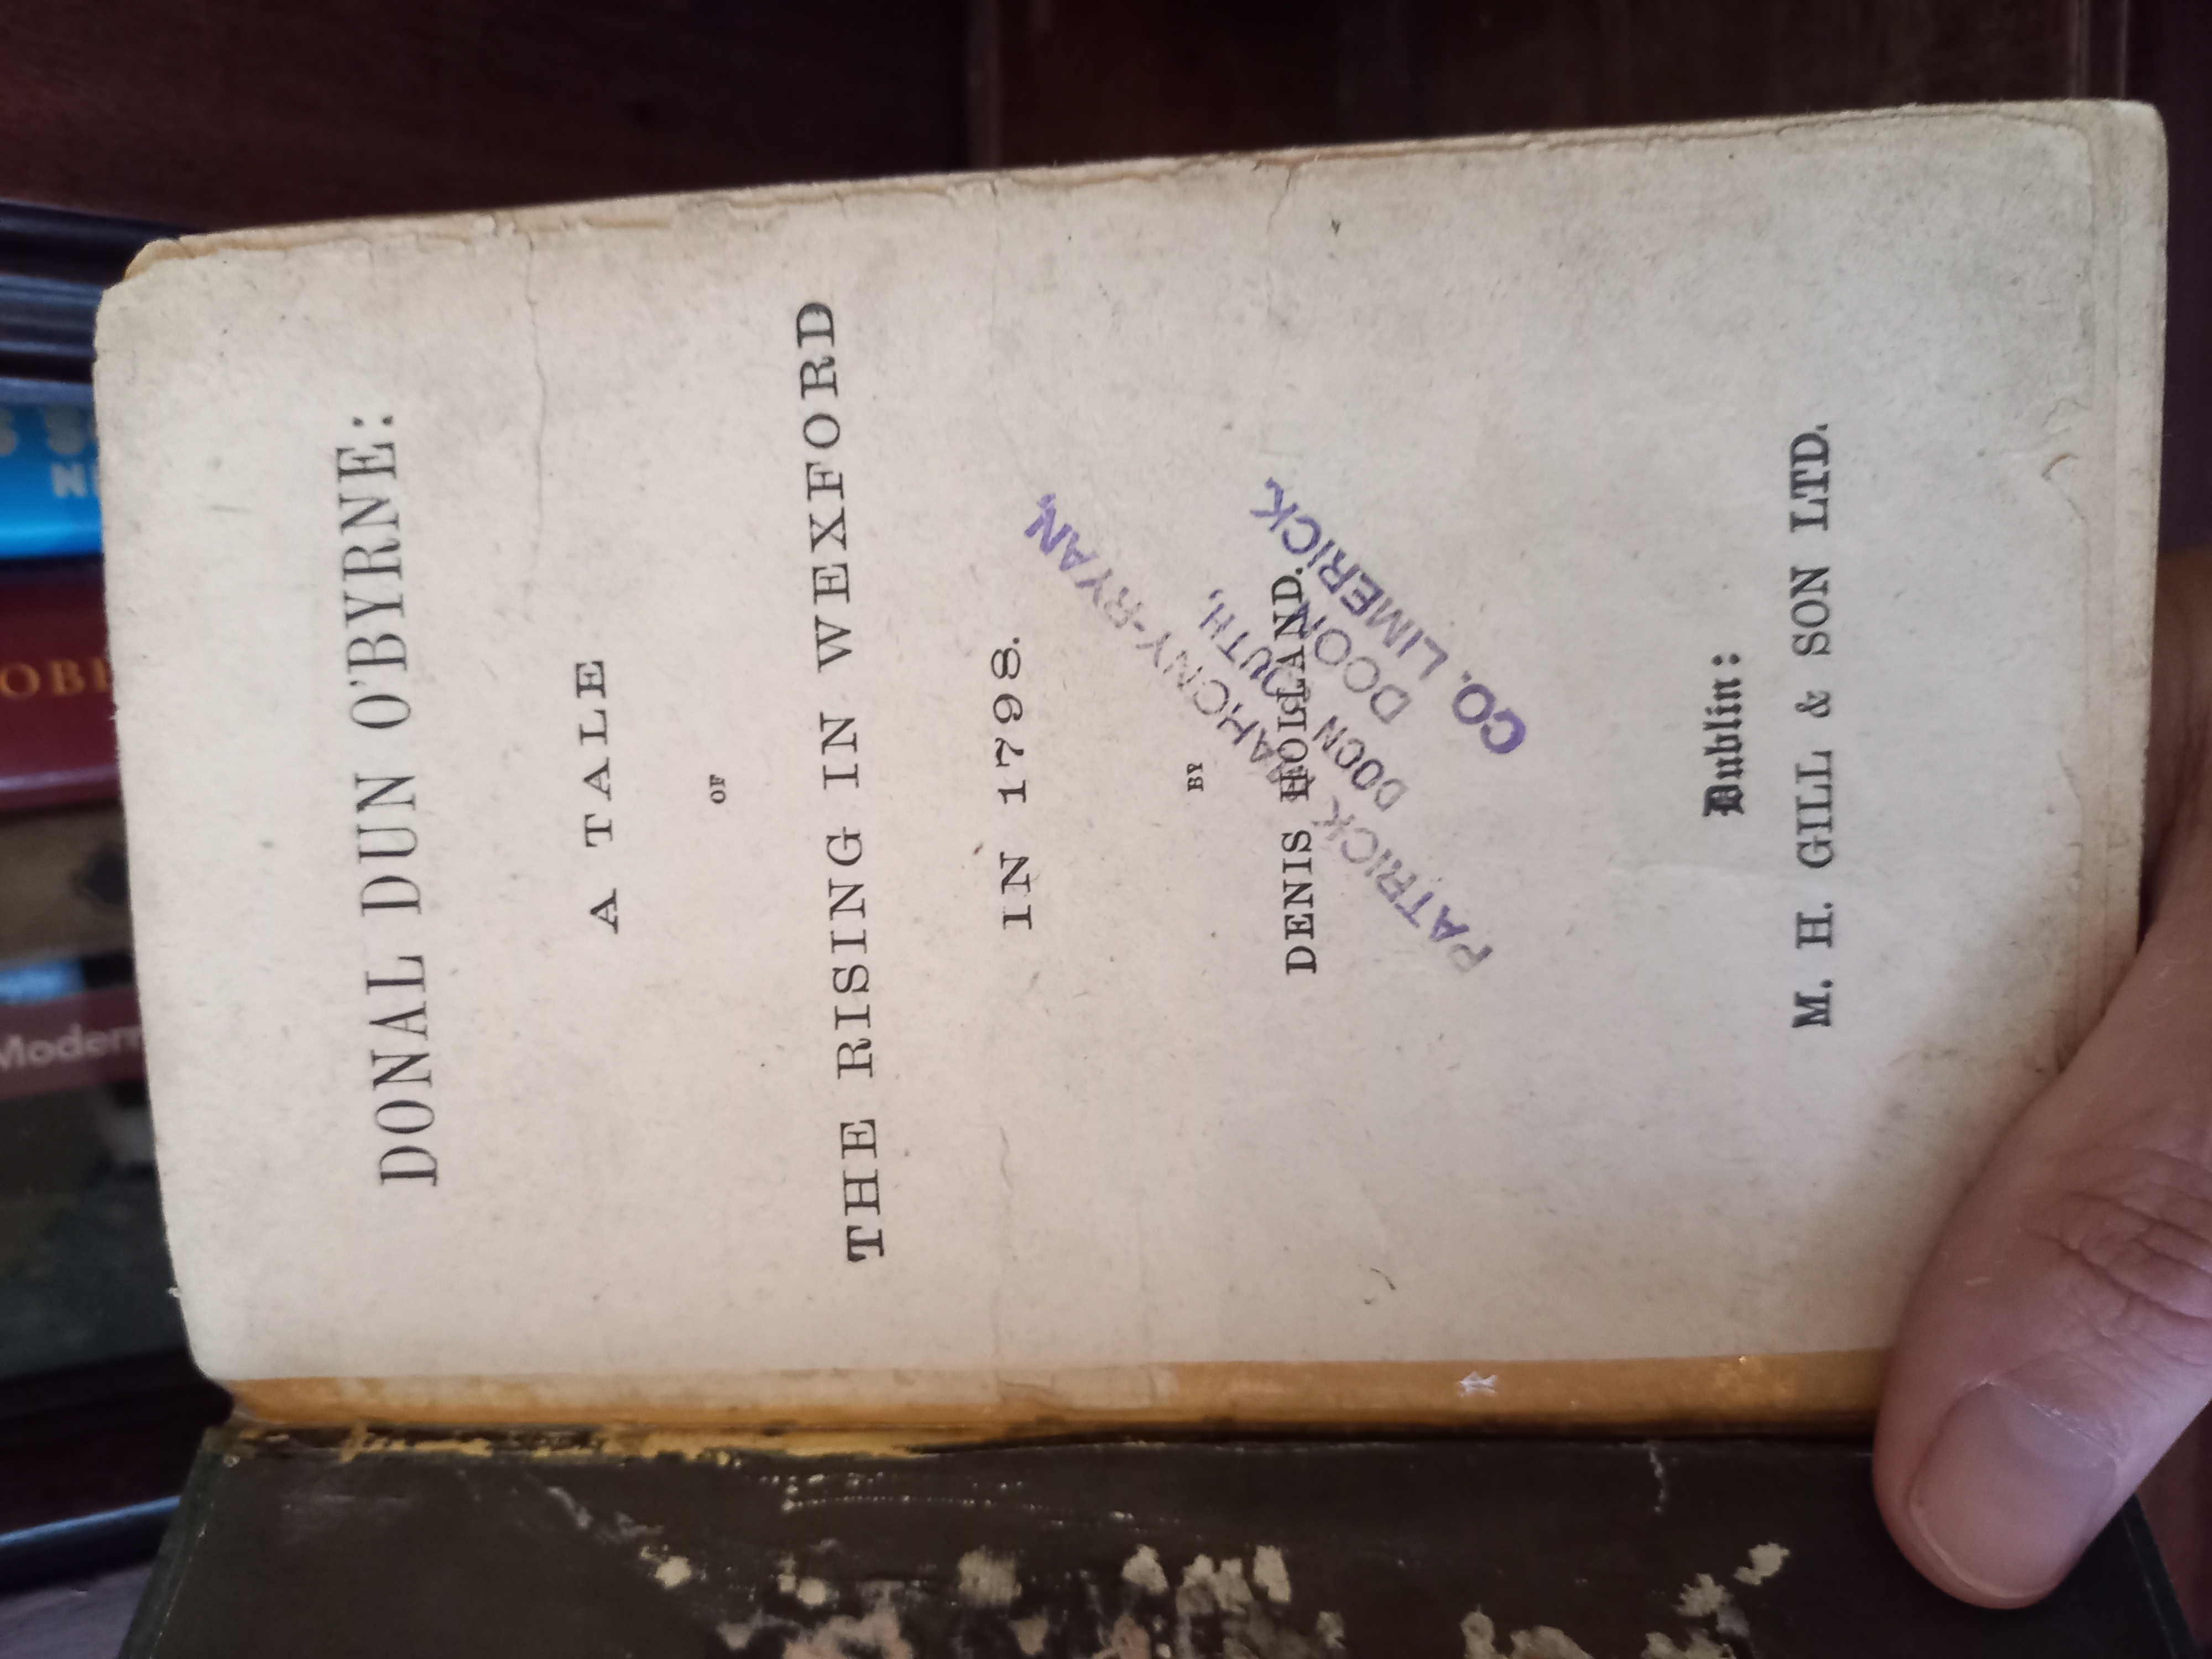 DONAL DUN O'BYRNE:
A TALE
OF
THE RISING IN WEXFORD
IN 1798.
BY
DENIS HOLLAND.
PATRICK MAHONY-RYAN,
DOON SOUTH,
DOON,
CO. LIMERICK.
Dublin:
M. H. GILL & SON LTD.
Modern